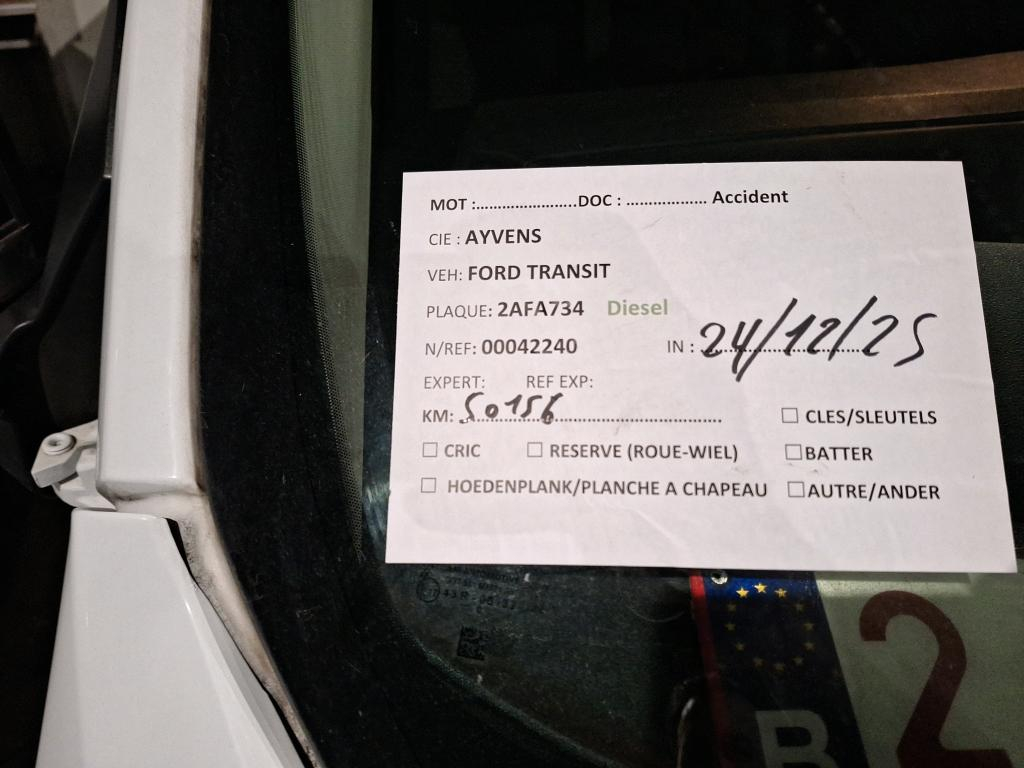 MOT :.......................DOC : .................. Accident
CIE : AYVENS
VEH: FORD TRANSIT
PLAQUE: 2AFA734 Diesel
N/REF: 00042240 IN : 24/12/25
EXPERT: REF EXP:
KM: 50156 ☐ CLES/SLEUTELS
☐ CRIC ☐ RESERVE (ROUE-WIEL) ☐BATTER
☐ HOEDENPLANK/PLANCHE A CHAPEAU ☐AUTRE/ANDER
B 2